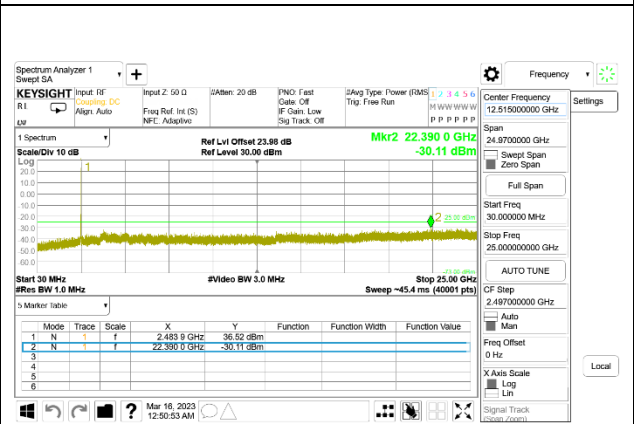 Spectrum Analyzer 1
Swept SA
+
Frequency
KEYSIGHT
Input: RF
Coupling: DC
Align: Auto
Input Z: 50 Ω
Freq Ref: Int (S)
NFE: Adaptive
#Atten: 20 dB
PNO: Fast
Gate: Off
IF Gain: Low
Sig Track: Off
#Avg Type: Power (RMS
Trig: Free Run
1 2 3 4 5 6
M W W W W W
P P P P P P
Center Frequency
12.515000000 GHz
Settings
Span
24.9700000 GHz
Swept Span
Zero Span
Full Span
Start Freq
30.000000 MHz
Stop Freq
25.000000000 GHz
AUTO TUNE
CF Step
2.497000000 GHz
Auto
Man
Freq Offset
0 Hz
X Axis Scale
Log
Lin
Signal Track
(Span Zoom)
Local
1 Spectrum
Scale/Div 10 dB
Ref Lvl Offset 23.98 dB
Ref Level 30.00 dBm
Mkr2 22.390 0 GHz
-30.11 dBm
Log
20.0
10.0
0.00
-10.0
-20.0
-30.0
-40.0
-50.0
-60.0
1
2
Start 30 MHz
#Res BW 1.0 MHz
#Video BW 3.0 MHz
Stop 25.00 GHz
Sweep ~45.4 ms (40001 pts)
5 Marker Table
Mode Trace Scale X Y Function Function Width Function Value
1 N 1 f 2.483 9 GHz 36.52 dBm
2 N 1 f 22.390 0 GHz -30.11 dBm
3
4
5
6
?
Mar 16, 2023
12:50:53 AM